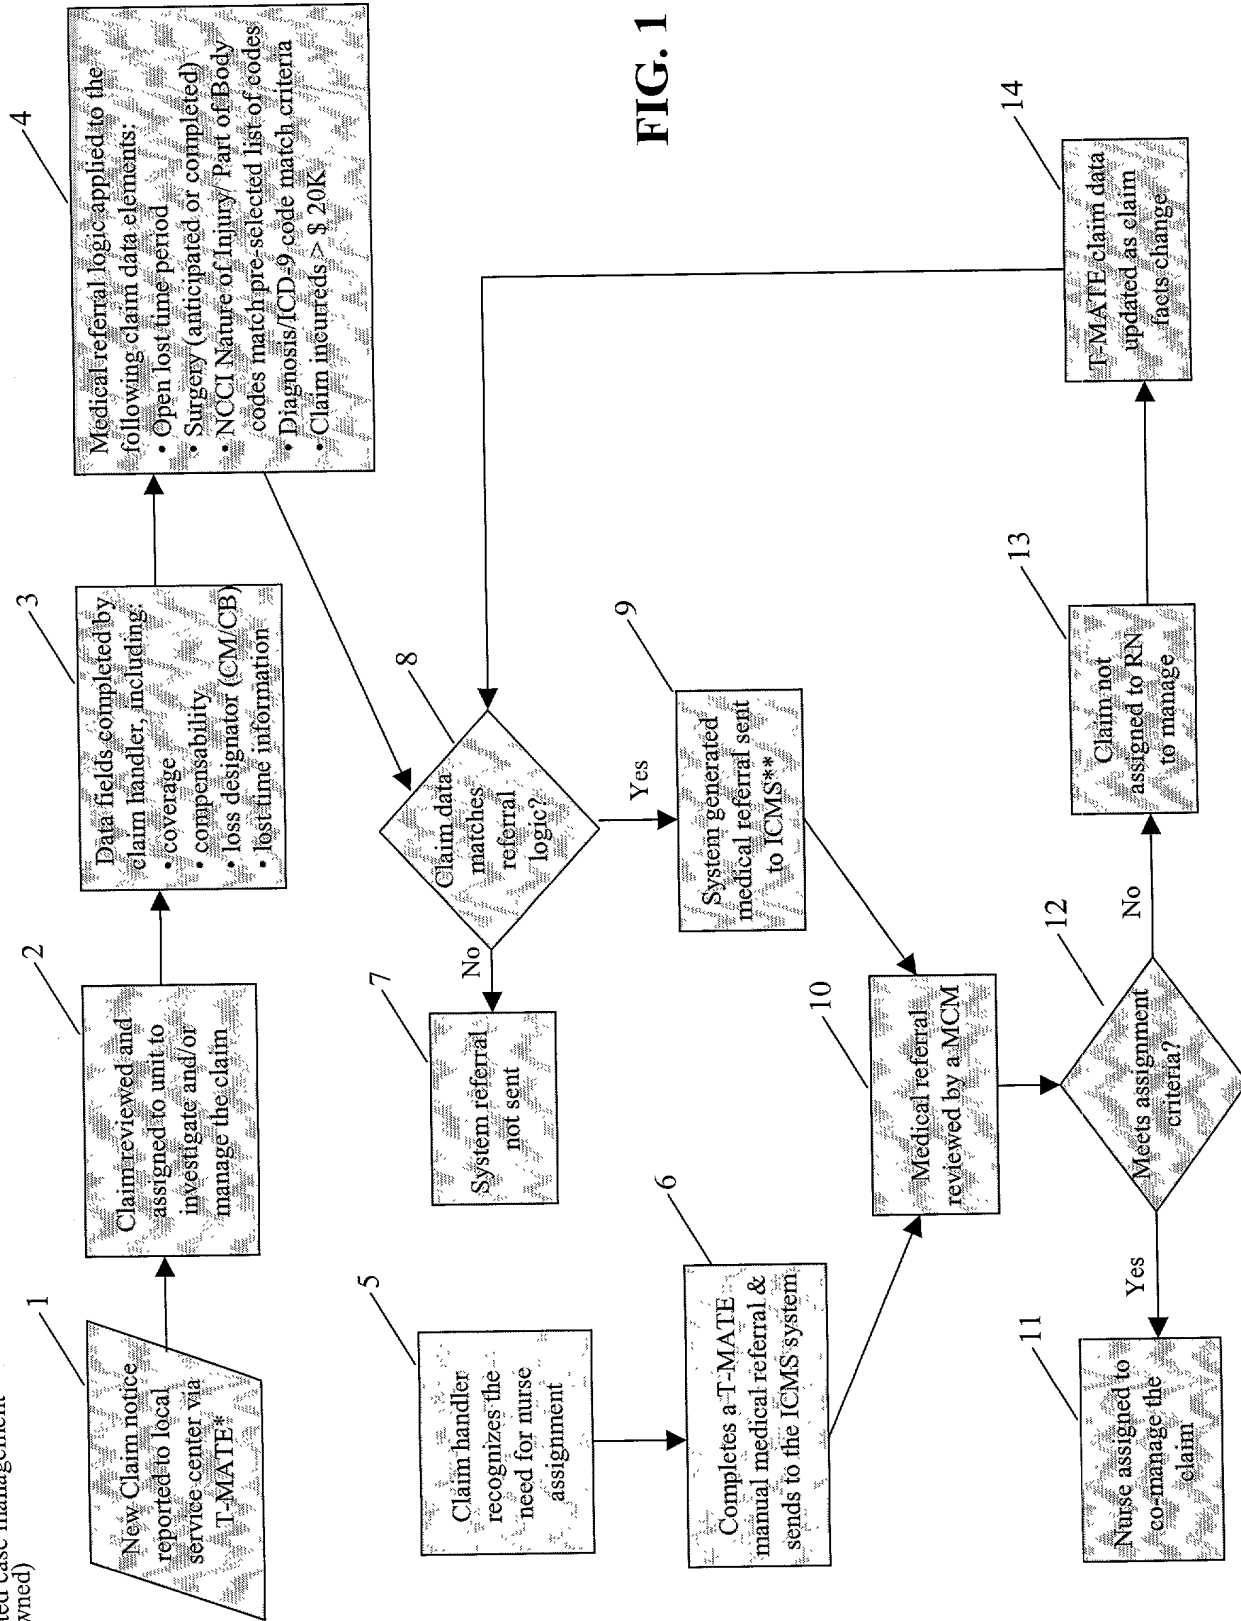 ted case management
wned)
1
New Claim notice
reported to local
service center via
T-MATE*
2
Claim reviewed and
assigned to unit to
investigate and/or
manage the claim
3
Data fields completed by
claim handler, including:
• coverage
• compensability
• loss designator (CM/CB)
• lost time information
4
Medical referral logic applied to the
following claim data elements:
• Open lost time period
• Surgery (anticipated or completed)
• NCCI Nature of Injury/ Part of Body
codes match pre-selected list of codes
• Diagnosis/ICD-9 code match criteria
• Claim incurreds > $ 20K
5
Claim handler
recognizes the
need for nurse
assignment
6
Completes a T-MATE
manual medical referral &
sends to the ICMS system
7
System referral
not sent
No
8
Claim data
matches
referral
logic?
Yes
9
System generated
medical referral sent
to ICMS**
10
Medical referral
reviewed by a MCM
11
Nurse assigned to
co-manage the
claim
Yes
12
Meets assignment
criteria?
No
13
Claim not
assigned to RN
to manage
14
T-MATE claim data
updated as claim
facts change
FIG. 1